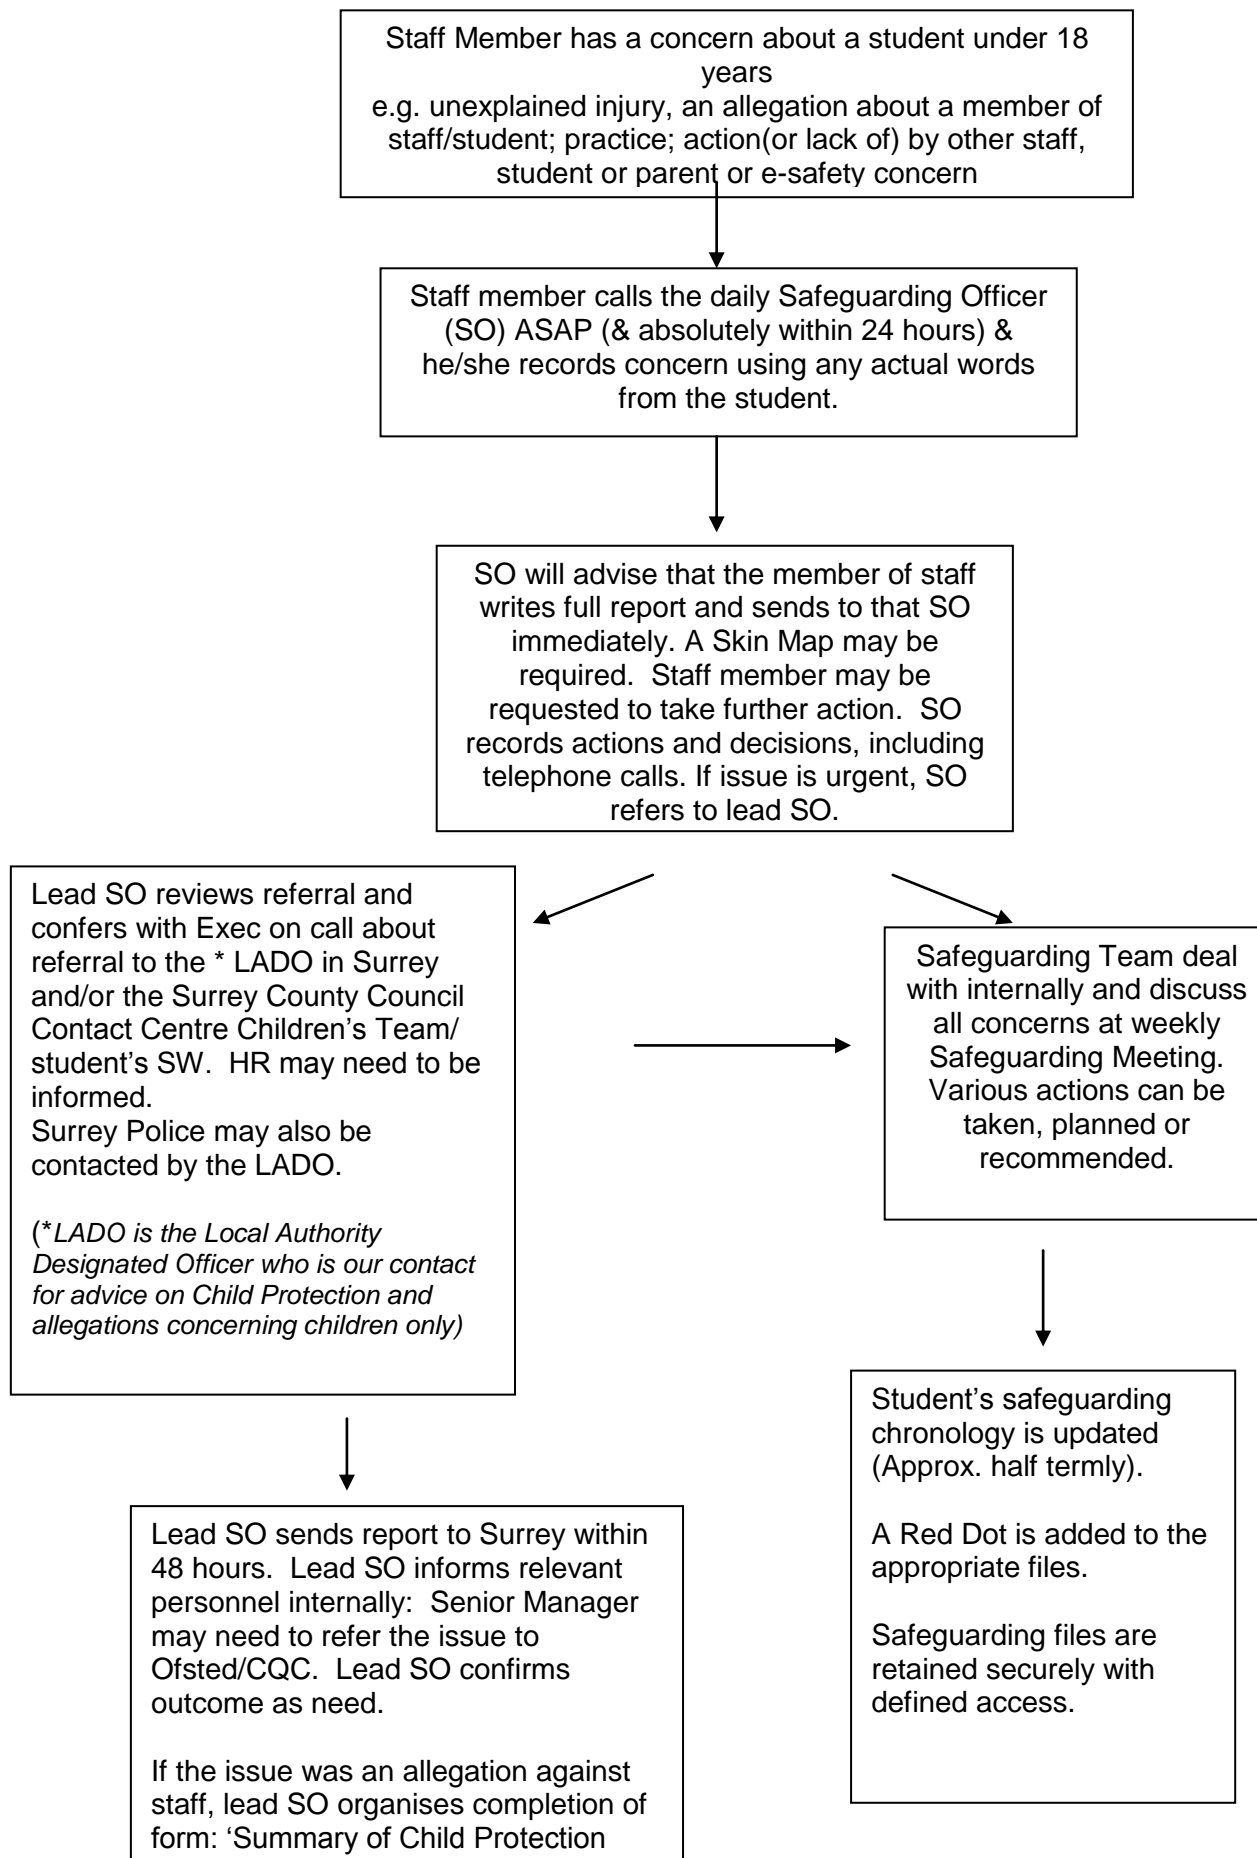 Staff Member has a concern about a student under 18
years
e.g. unexplained injury, an allegation about a member of
staff/student; practice; action(or lack of) by other staff,
student or parent or e-safety concern
Staff member calls the daily Safeguarding Officer
(SO) ASAP (& absolutely within 24 hours) &
he/she records concern using any actual words
from the student.
SO will advise that the member of staff
writes full report and sends to that SO
immediately. A Skin Map may be
required. Staff member may be
requested to take further action. SO
records actions and decisions, including
telephone calls. If issue is urgent, SO
refers to lead SO.
Lead SO reviews referral and
confers with Exec on call about
referral to the * LADO in Surrey
and/or the Surrey County Council
Contact Centre Children's Team/
student's SW. HR may need to be
informed.
Surrey Police may also be
contacted by the LADO.
(*LADO is the Local Authority
Designated Officer who is our contact
for advice on Child Protection and
allegations concerning children only)
Safeguarding Team deal
with internally and discuss
all concerns at weekly
Safeguarding Meeting.
Various actions can be
taken, planned or
recommended.
Lead SO sends report to Surrey within
48 hours. Lead SO informs relevant
personnel internally: Senior Manager
may need to refer the issue to
Ofsted/CQC. Lead SO confirms
outcome as need.
If the issue was an allegation against
staff, lead SO organises completion of
form: 'Summary of Child Protection
Student's safeguarding
chronology is updated
(Approx. half termly).
A Red Dot is added to the
appropriate files.
Safeguarding files are
retained securely with
defined access.